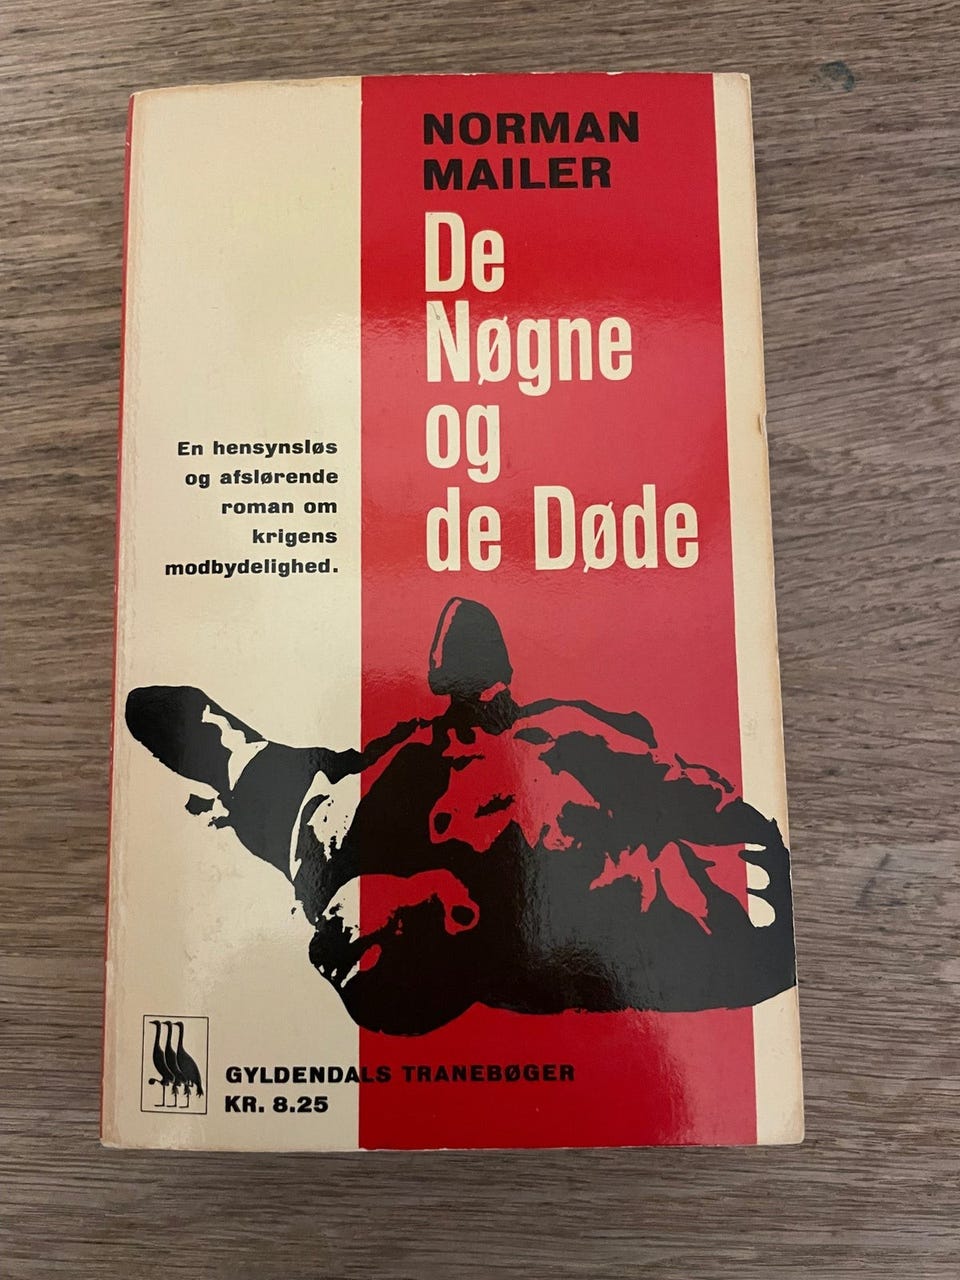 NORMAN
MAILER
De
Nøgne
og
de Døde
En hensynsløs
og afslørende
roman om
krigens
modbydelighed.
GYLDENDALS TRANEBØGER
KR. 8.25